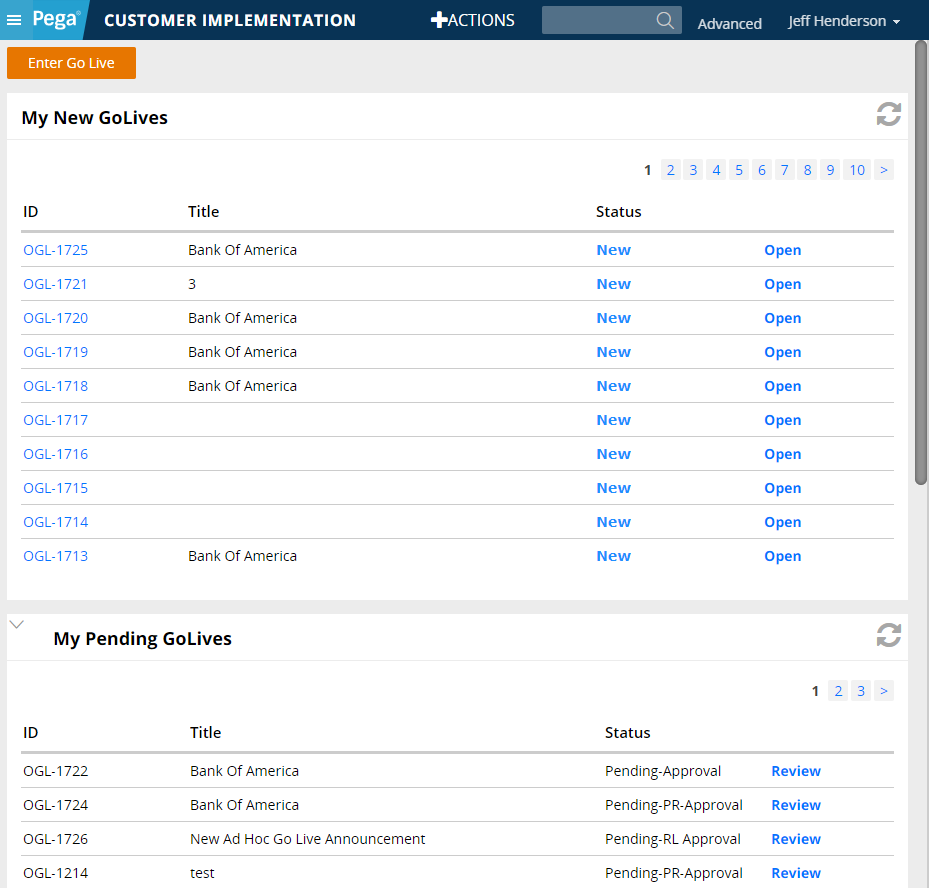 Pega® CUSTOMER IMPLEMENTATION +ACTIONS Advanced Jeff Henderson
Enter Go Live
My New GoLives
1 2 3 4 5 6 7 8 9 10 >
ID Title Status
OGL-1725 Bank Of America New Open
OGL-1721 3 New Open
OGL-1720 Bank Of America New Open
OGL-1719 Bank Of America New Open
OGL-1718 Bank Of America New Open
OGL-1717 New Open
OGL-1716 New Open
OGL-1715 New Open
OGL-1714 New Open
OGL-1713 Bank Of America New Open
My Pending GoLives
1 2 3 >
ID Title Status
OGL-1722 Bank Of America Pending-Approval Review
OGL-1724 Bank Of America Pending-PR-Approval Review
OGL-1726 New Ad Hoc Go Live Announcement Pending-RL Approval Review
OGL-1214 test Pending-PR-Approval Review